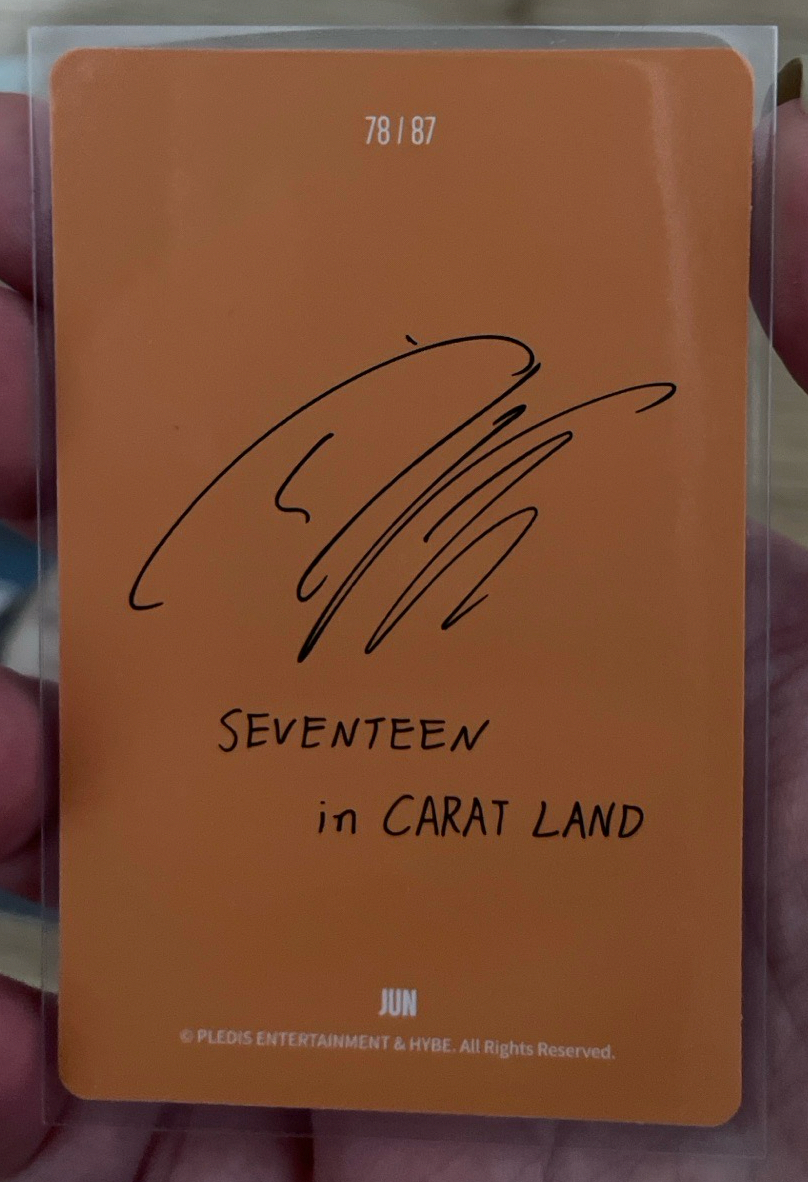 78 / 87
SEVENTEEN
in CARAT LAND
JUN
© PLEDIS ENTERTAINMENT & HYBE. All Rights Reserved.